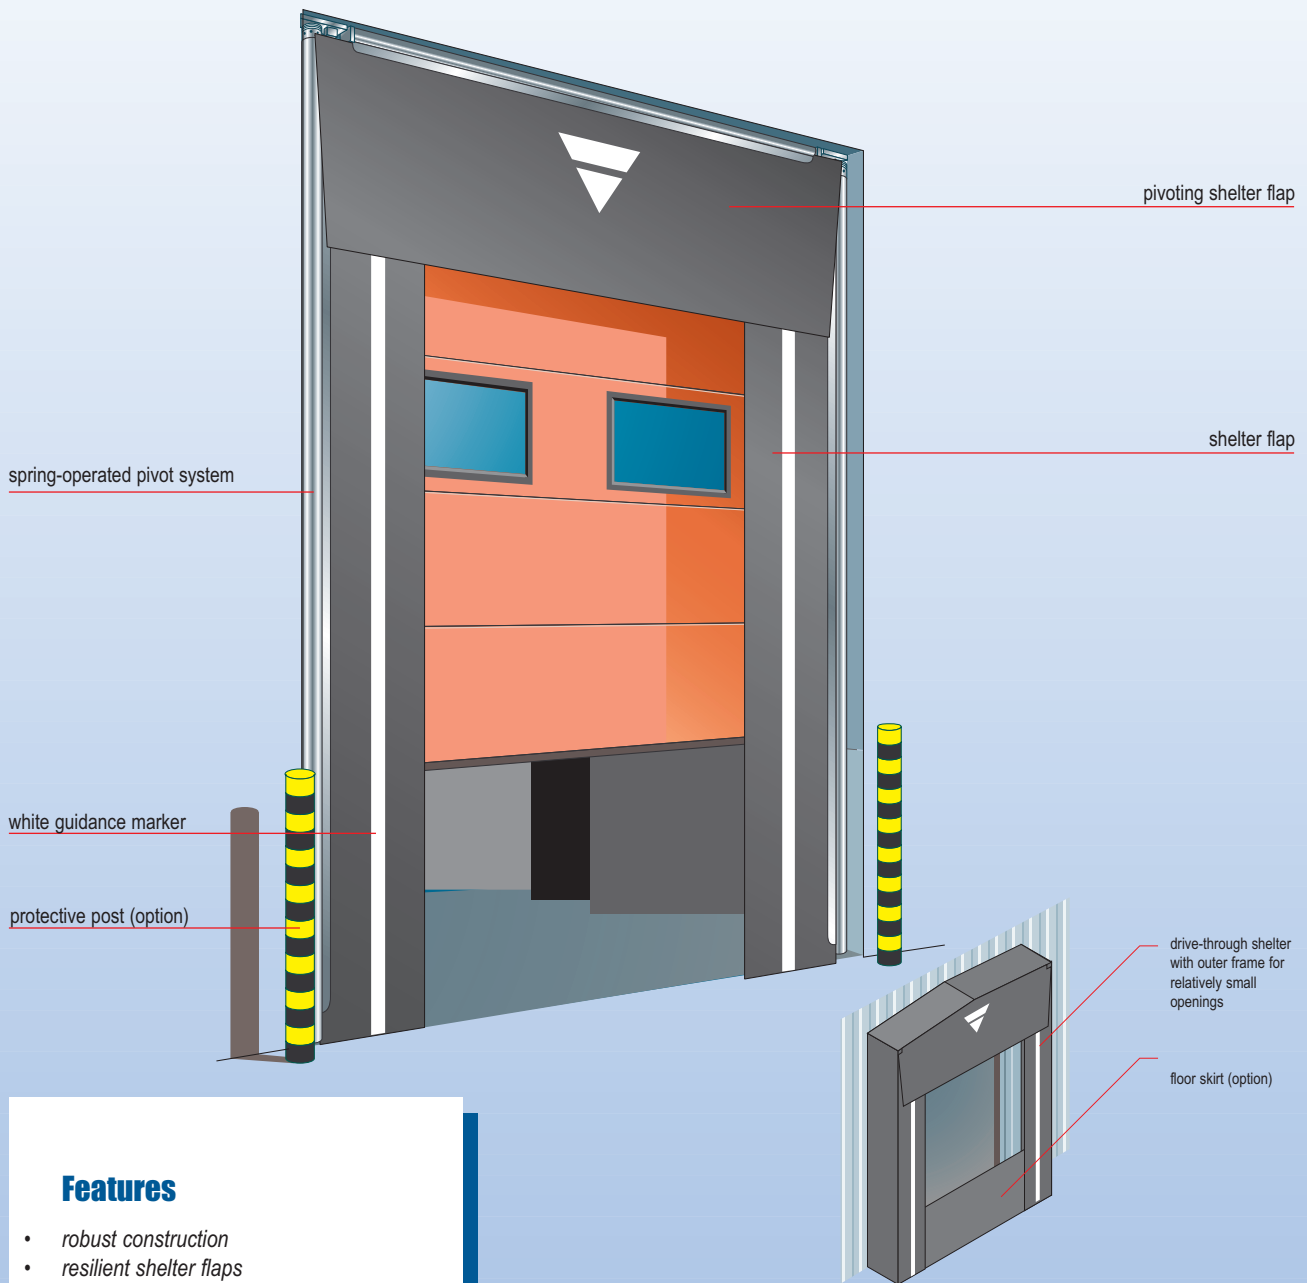 pivoting shelter flap
shelter flap
spring-operated pivot system
white guidance marker
protective post (option)
drive-through shelter
with outer frame for
relatively small
openings
floor skirt (option)
Features
• robust construction
• resilient shelter flaps